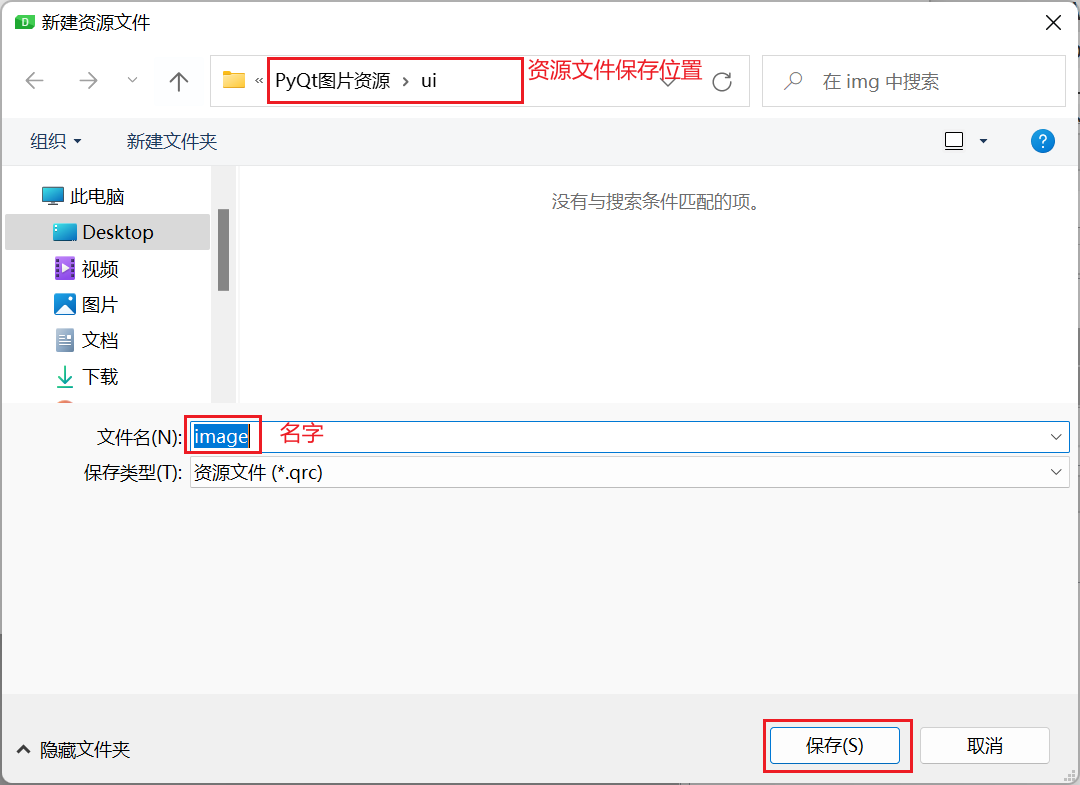 D 新建资源文件
« PyQt图片资源 › ui 资源文件保存位置 在 img 中搜索
组织 新建文件夹 ?
此电脑 没有与搜索条件匹配的项。
Desktop
视频
图片
文档
下载
文件名(N): image 名字
保存类型(T): 资源文件 (*.qrc)
隐藏文件夹 保存(S) 取消